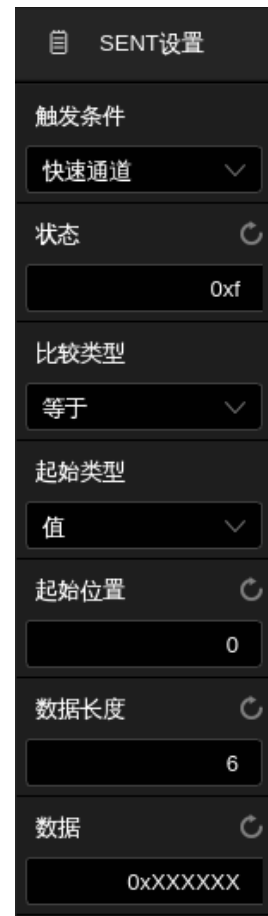 SENT设置
触发条件
快速通道
状态
0xf
比较类型
等于
起始类型
值
起始位置
0
数据长度
6
数据
0xXXXXXX